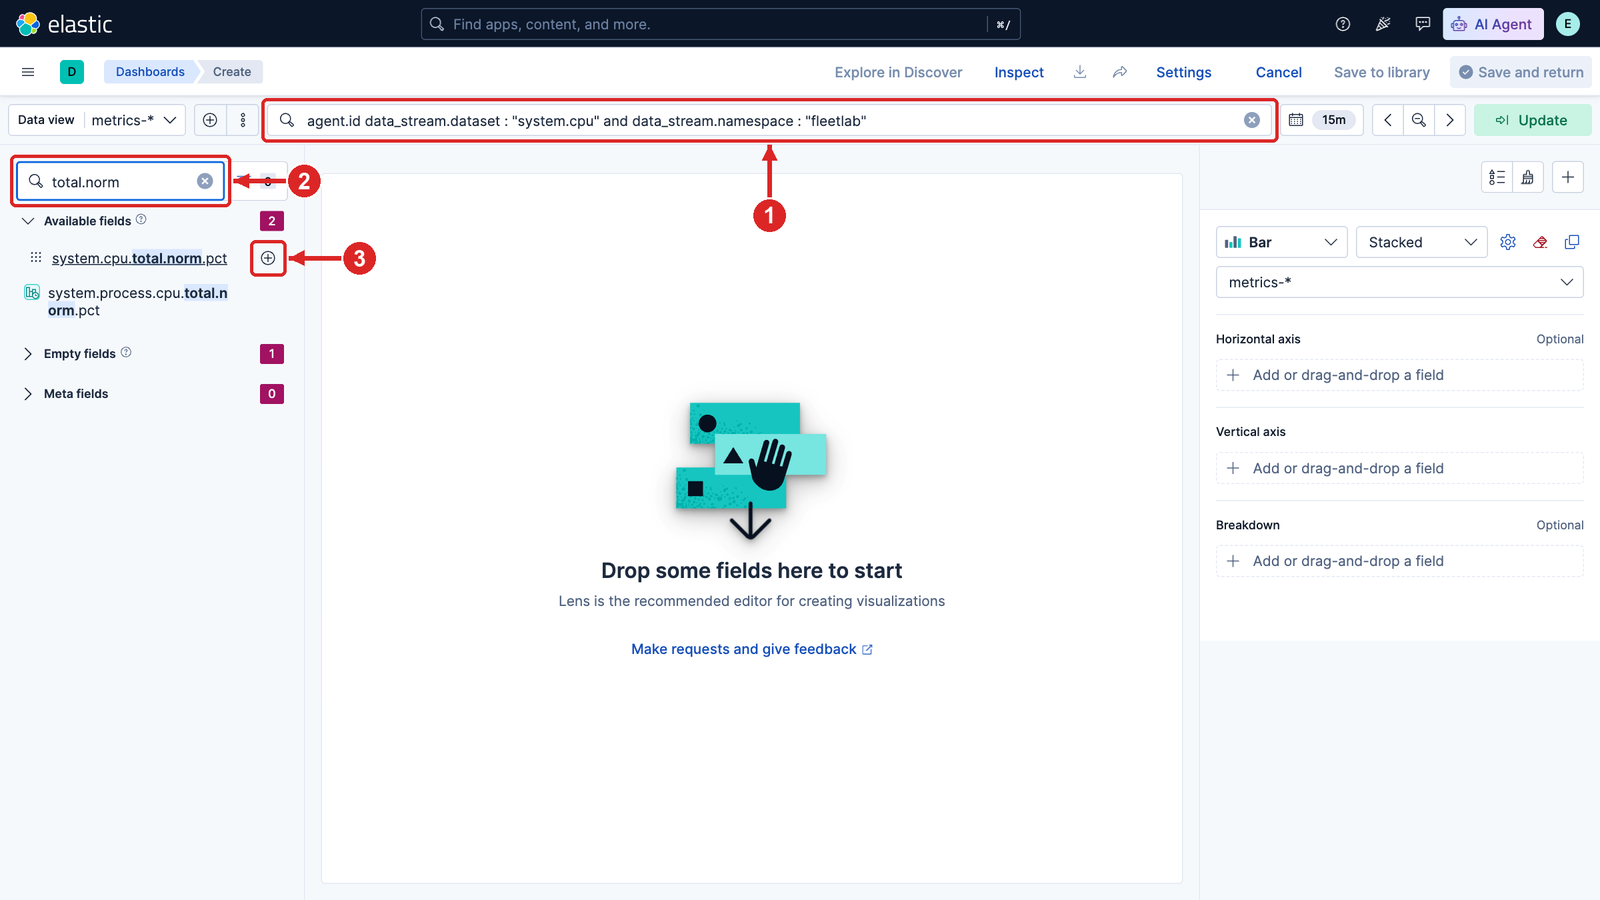 elastic
Find apps, content, and more.
⌘/
AI Agent
E
D
Dashboards
Create
Explore in Discover
Inspect
Settings
Cancel
Save to library
Save and return
Data view
metrics-*
agent.id data_stream.dataset : "system.cpu" and data_stream.namespace : "fleetlab"
15m
Update
total.norm
2
1
Available fields
2
system.cpu.total.norm.pct
3
system.process.cpu.total.n
orm.pct
Empty fields
1
Meta fields
0
Drop some fields here to start
Lens is the recommended editor for creating visualizations
Make requests and give feedback
Bar
Stacked
metrics-*
Horizontal axis
Optional
Add or drag-and-drop a field
Vertical axis
Add or drag-and-drop a field
Breakdown
Optional
Add or drag-and-drop a field